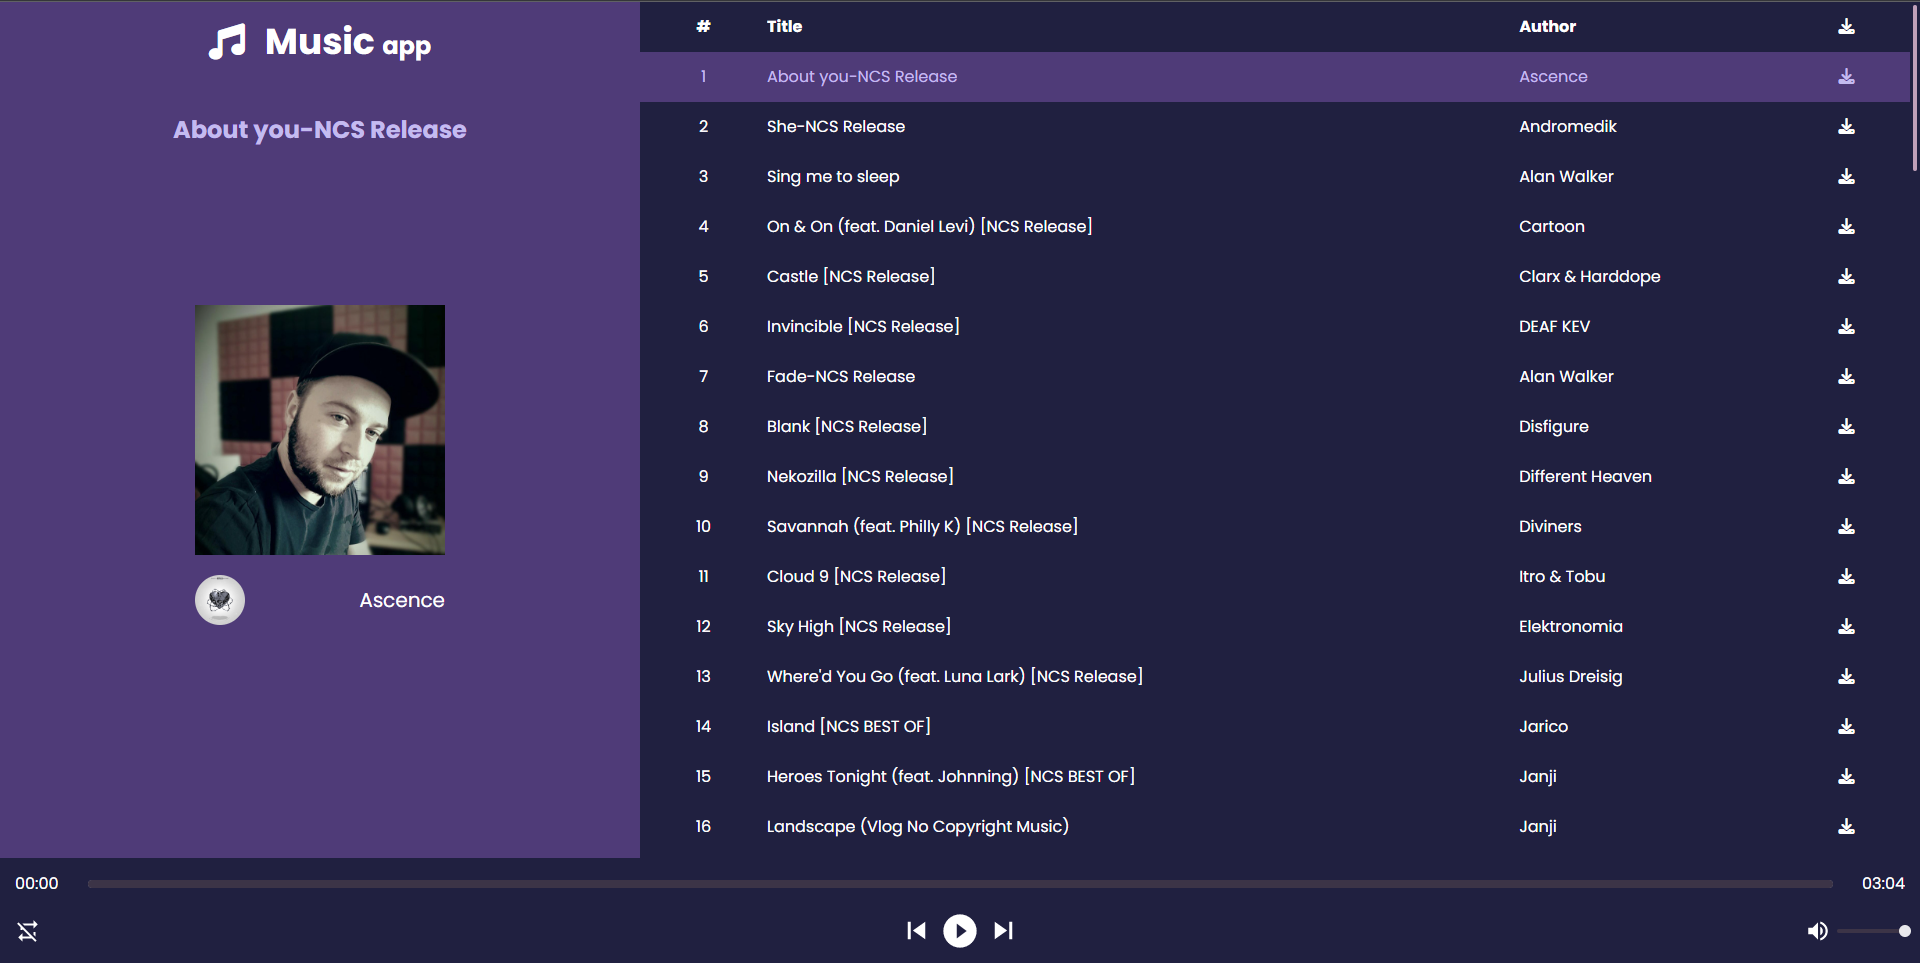 Music app
About you-NCS Release
Ascence
# Title Author
1 About you-NCS Release Ascence
2 She-NCS Release Andromedik
3 Sing me to sleep Alan Walker
4 On & On (feat. Daniel Levi) [NCS Release] Cartoon
5 Castle [NCS Release] Clarx & Harddope
6 Invincible [NCS Release] DEAF KEV
7 Fade-NCS Release Alan Walker
8 Blank [NCS Release] Disfigure
9 Nekozilla [NCS Release] Different Heaven
10 Savannah (feat. Philly K) [NCS Release] Diviners
11 Cloud 9 [NCS Release] Itro & Tobu
12 Sky High [NCS Release] Elektronomia
13 Where'd You Go (feat. Luna Lark) [NCS Release] Julius Dreisig
14 Island [NCS BEST OF] Jarico
15 Heroes Tonight (feat. Johnning) [NCS BEST OF] Janji
16 Landscape (Vlog No Copyright Music) Janji
00:00 03:04